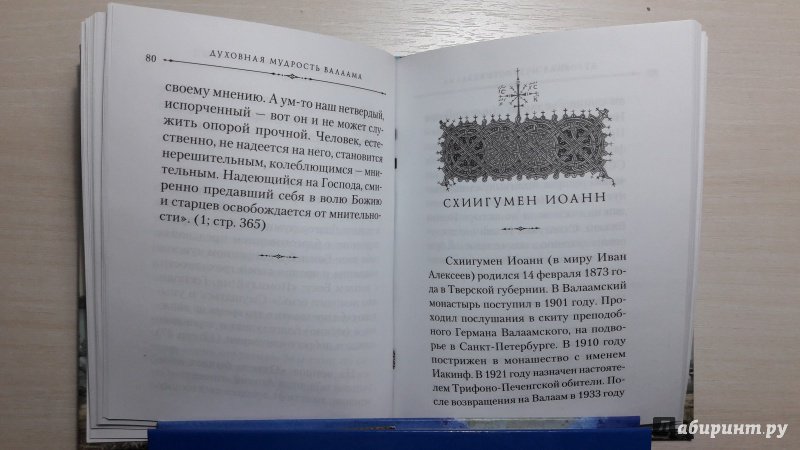 80
ДУХОВНАЯ МУДРОСТЬ ВАЛААМА
своему мнению. А ум-то наш нетвердый,
испорченный — вот он и не может слу-
жить опорой прочной. Человек, есте-
ственно, не надеется на него, становится
нерешительным, колеблющимся — мни-
тельным. Надеющийся на Господа, сми-
ренно предавший себя в волю Божию
и старцев освобождается от мнительно-
сти». (1; стр. 365)
СХИИГУМЕН ИОАНН
Схиигумен Иоанн (в миру Иван
Алексеев) родился 14 февраля 1873 го-
да в Тверской губернии. В Валаамский
монастырь поступил в 1901 году. Про-
ходил послушания в скиту преподоб-
ного Германа Валаамского, на подво-
рье в Санкт-Петербурге. В 1910 году
пострижен в монашество с именем
Иакинф. В 1921 году назначен настояте-
лем Трифоно-Печенгской обители. По-
сле возвращения на Валаам в 1933 году
Лабиринт.ру